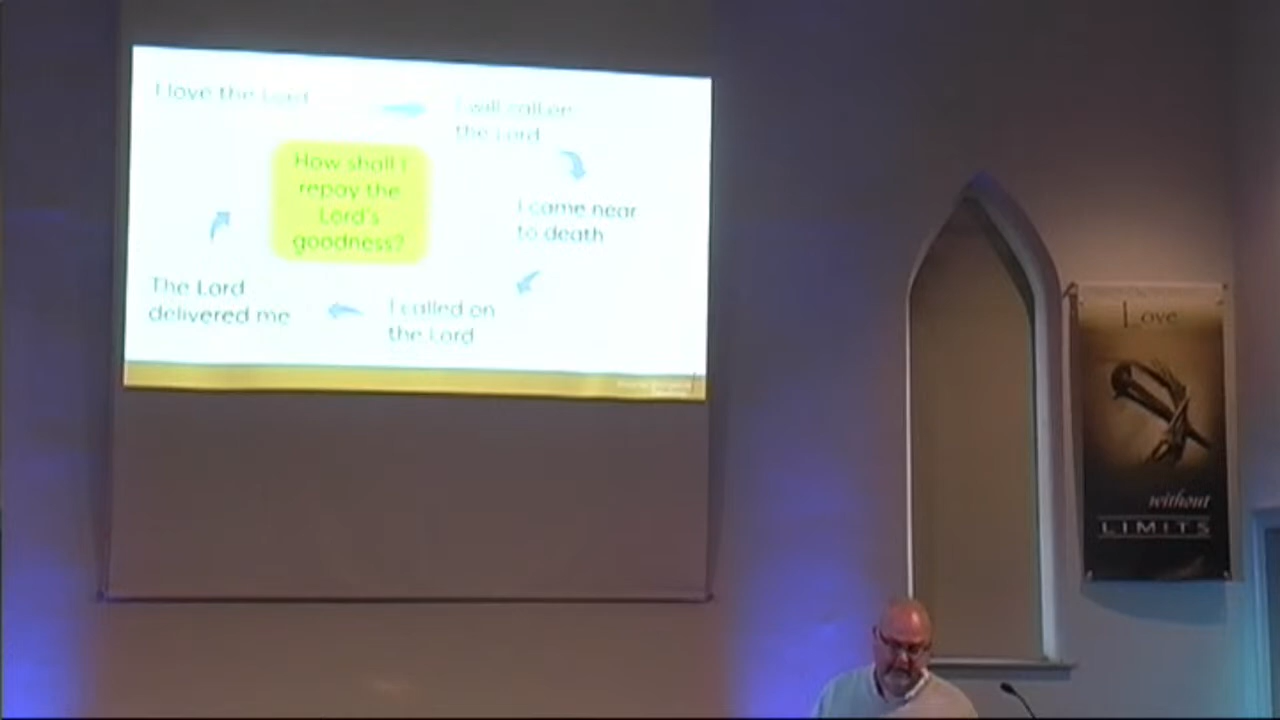 I love the Lord
I will call on
the Lord
How shall I
repay the
Lord's
goodness?
I came near
to death
The Lord
delivered me
I called on
the Lord
Love
without
LIMITS